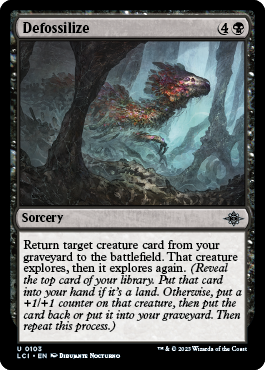 Defossilize 4
Sorcery
Return target creature card from your
graveyard to the battlefield. That creature
explores, then it explores again. (Reveal
the top card of your library. Put that card
into your hand if it's a land. Otherwise, put a
+1/+1 counter on that creature, then put the
card back or put it into your graveyard. Then
repeat this process.)
U 0103
LCI • EN Dibujante Nocturno
™ & © 2023 Wizards of the Coast